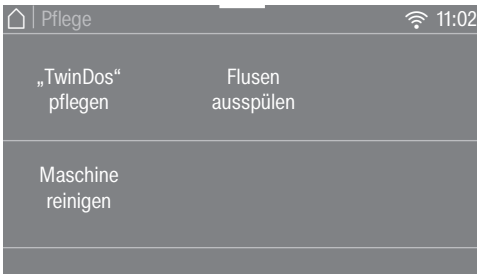 Pflege
11:02
„TwinDos“
pflegen
Flusen
ausspülen
Maschine
reinigen